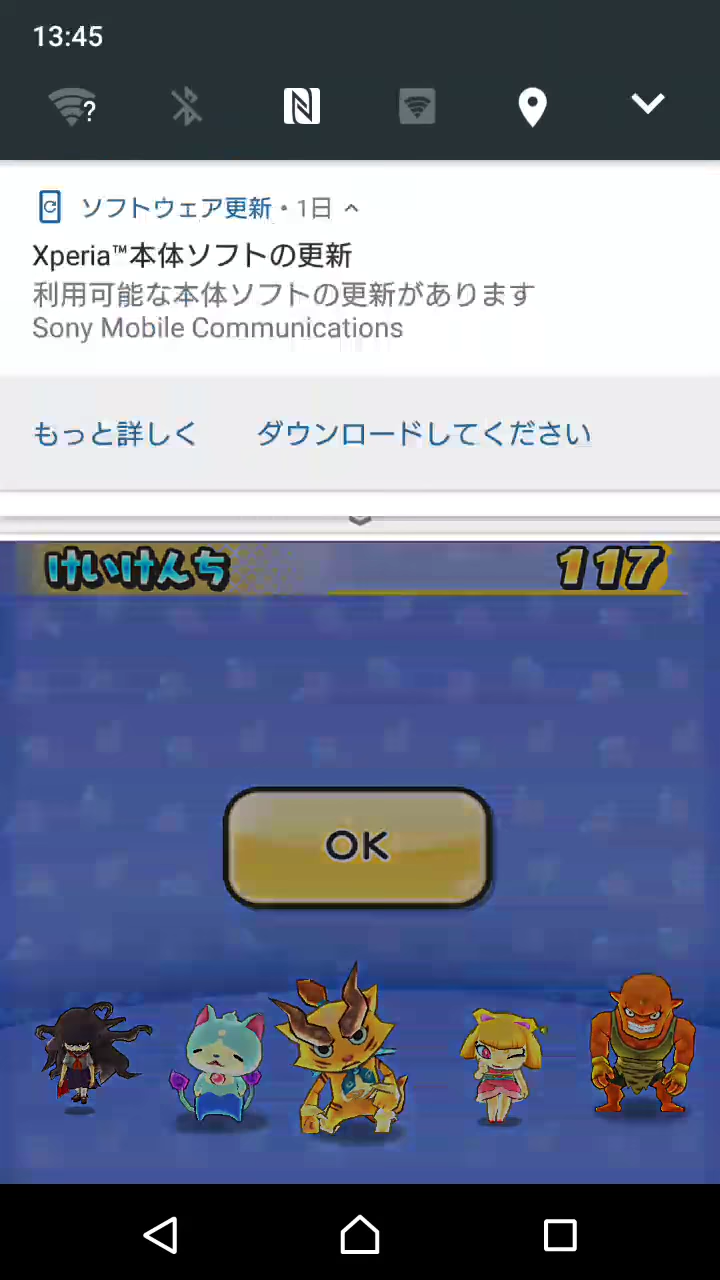 13:45
ソフトウェア更新・1日
Xperia™本体ソフトの更新
利用可能な本体ソフトの更新があります
Sony Mobile Communications
もっと詳しく ダウンロードしてください
けいけんち 117
OK